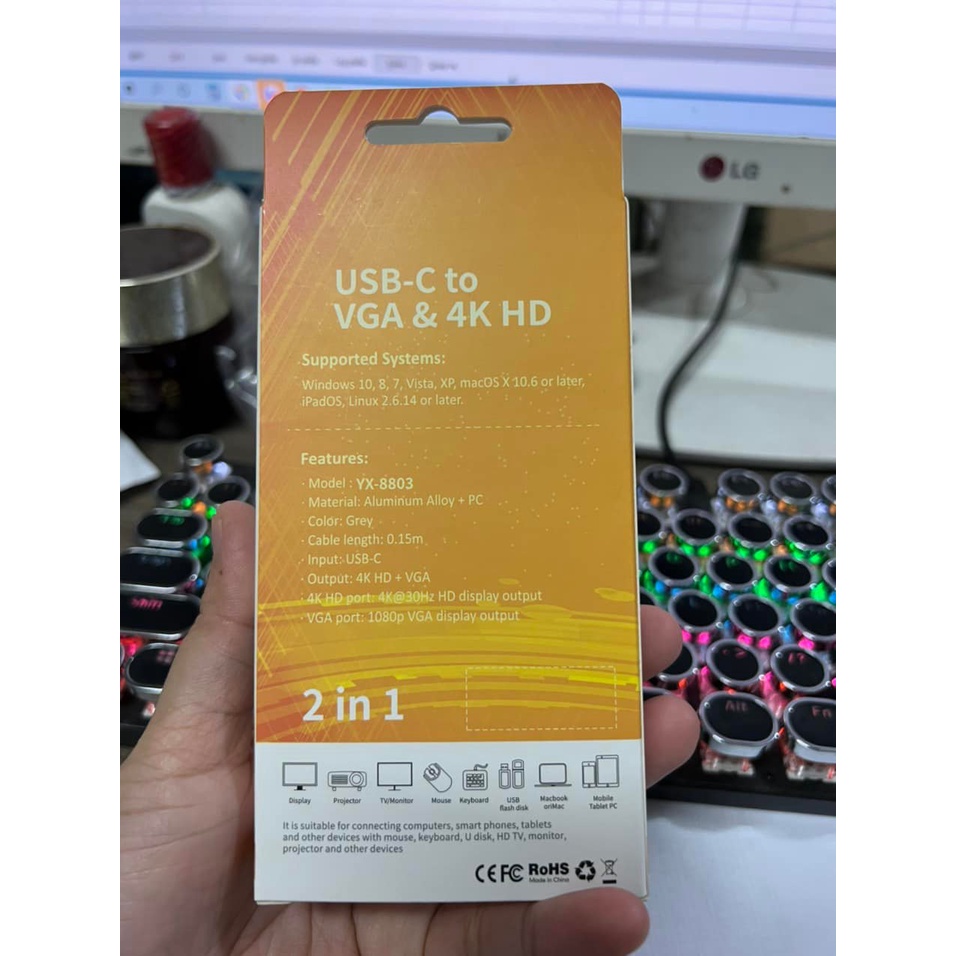 LG
USB-C to
VGA & 4K HD
Supported Systems:
Windows 10, 8, 7, Vista, XP, macOS X 10.6 or later,
iPadOS, Linux 2.6.14 or later.
Features:
· Model : YX-8803
· Material: Aluminum Alloy + PC
· Color: Grey
· Cable length: 0.15m
· Input: USB-C
· Output: 4K HD + VGA
· 4K HD port: 4K@30Hz HD display output
· VGA port: 1080p VGA display output
2 in 1
Display
Projector
TV/Monitor
Mouse
Keyboard
USB
flash disk
Macbook
oriMac
Mobile
Tablet PC
It is suitable for connecting computers, smart phones, tablets
and other devices with mouse, keyboard, U disk, HD TV, monitor,
projector and other devices
CE FC RoHS
Made in China
Shift
Alt
Fn